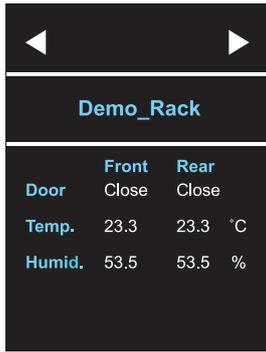 Demo_Rack
Front Rear
Door Close Close
Temp. 23.3 23.3 °C
Humid. 53.5 53.5 %